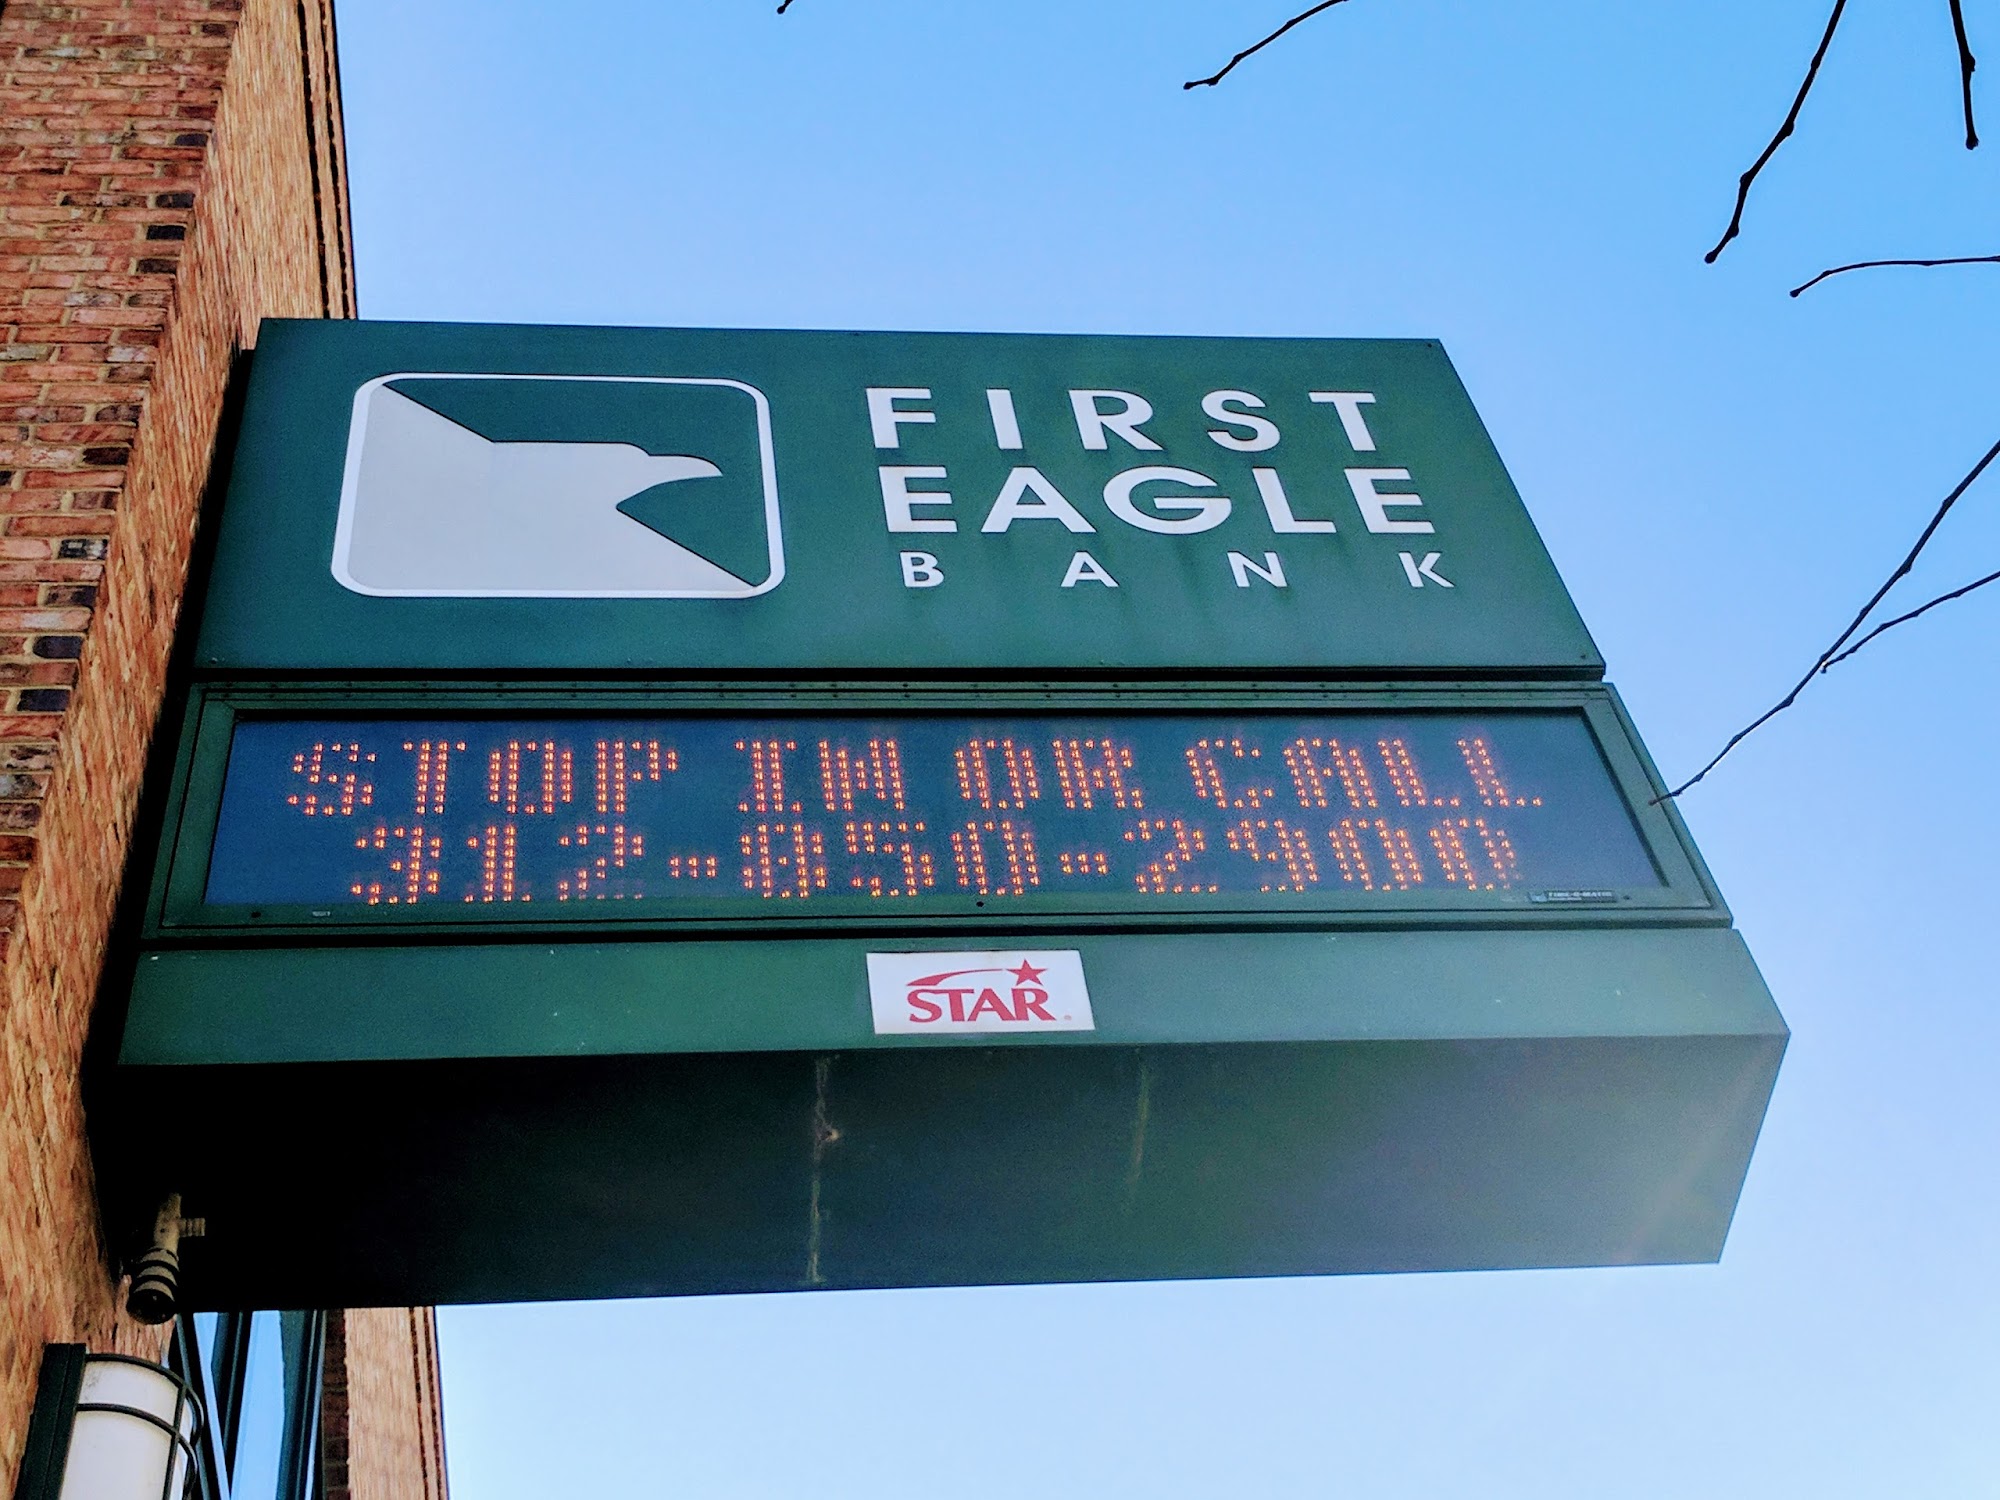 FIRST
EAGLE
BANK
STOP IN OR CALL
312-850-2900
STAR